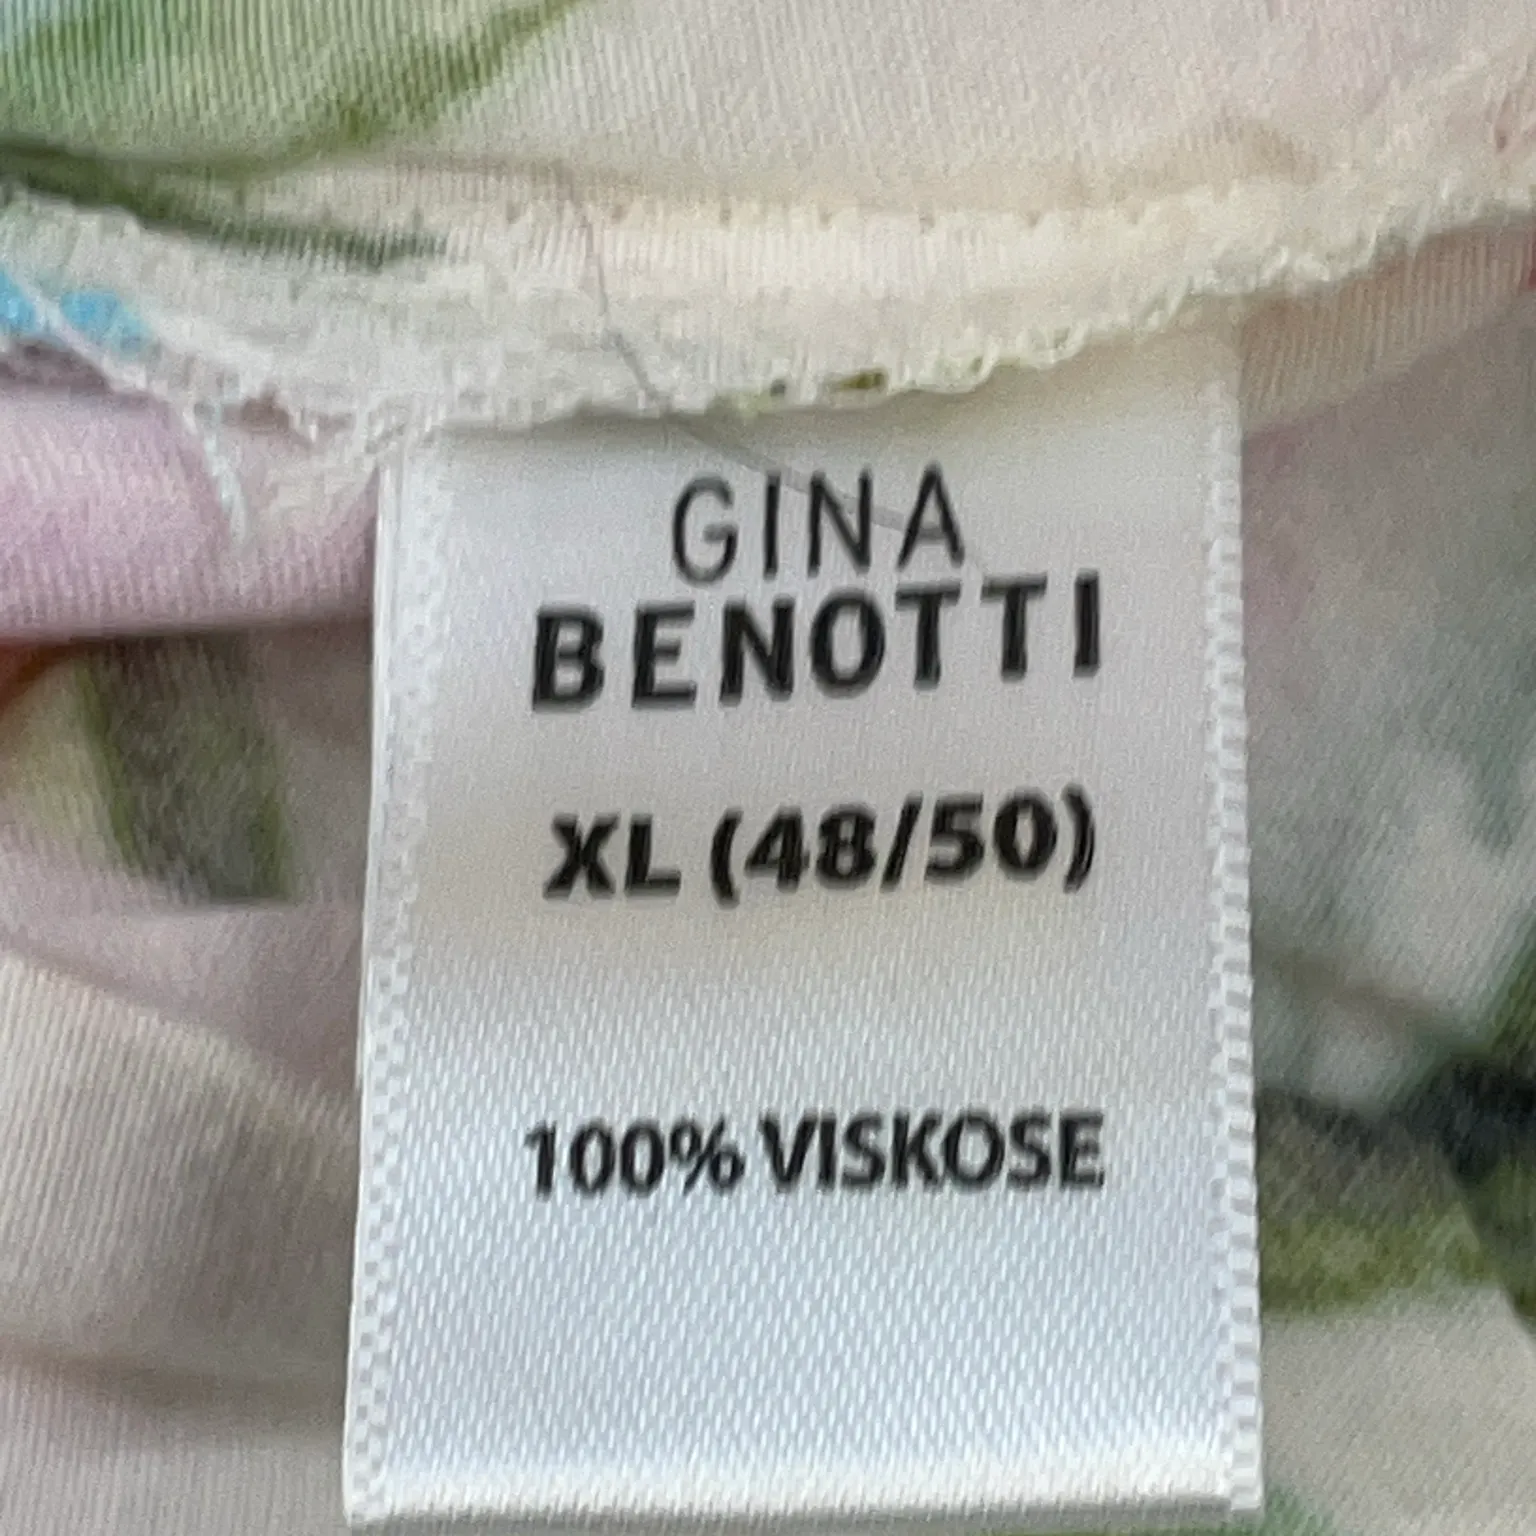 GINA
BENOTTI
XL (48/50)
100% VISKOSE